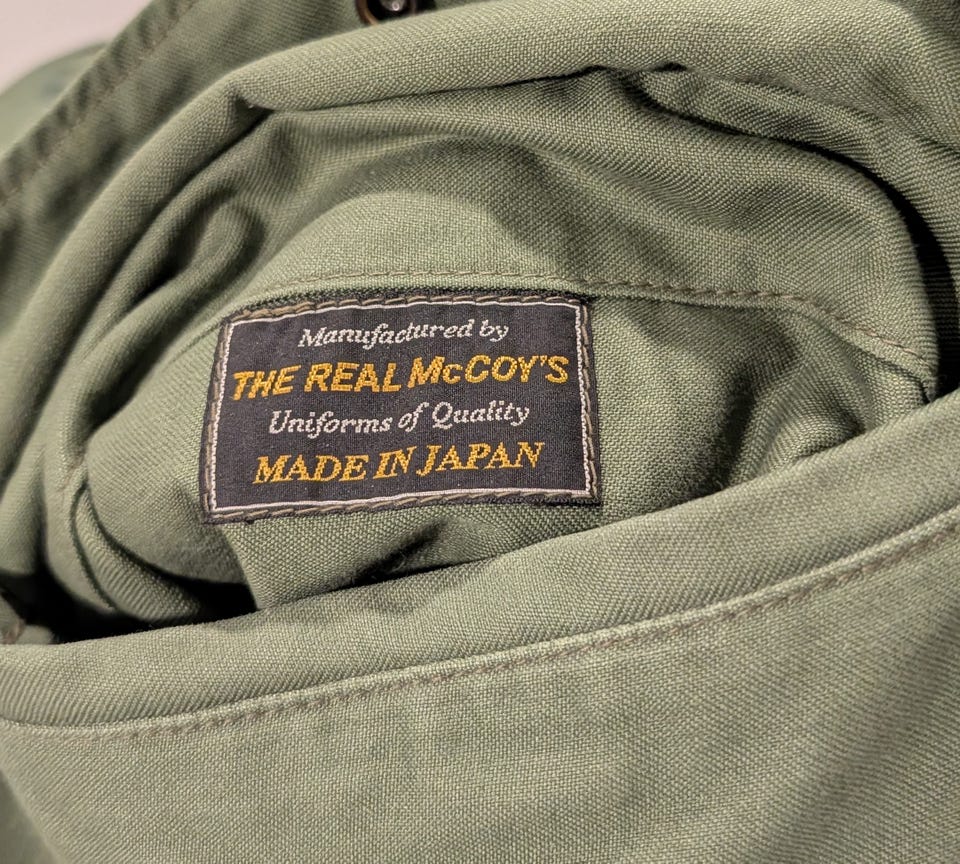 Manufactured by
THE REAL McCOY'S
Uniforms of Quality
MADE IN JAPAN